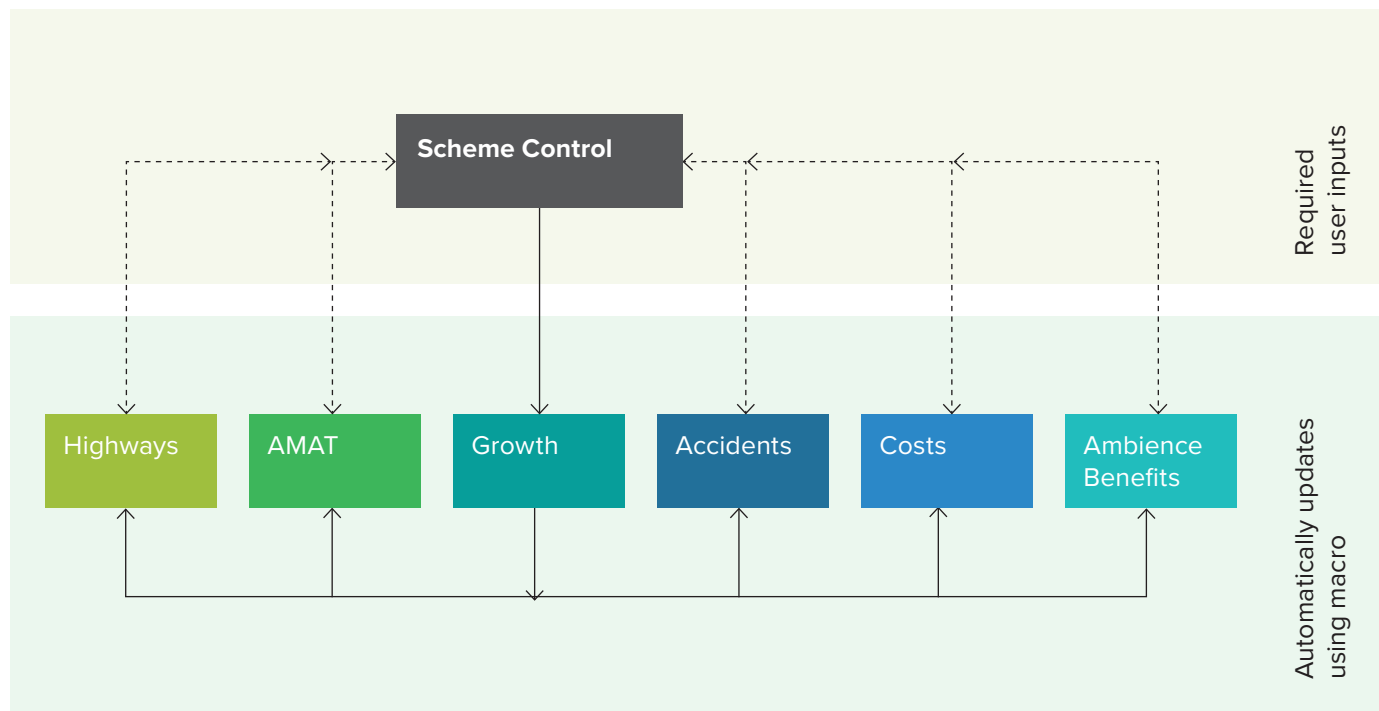 Scheme Control
Required
user inputs
Highways
AMAT
Growth
Accidents
Costs
Ambience
Benefits
Automatically updates
using macro